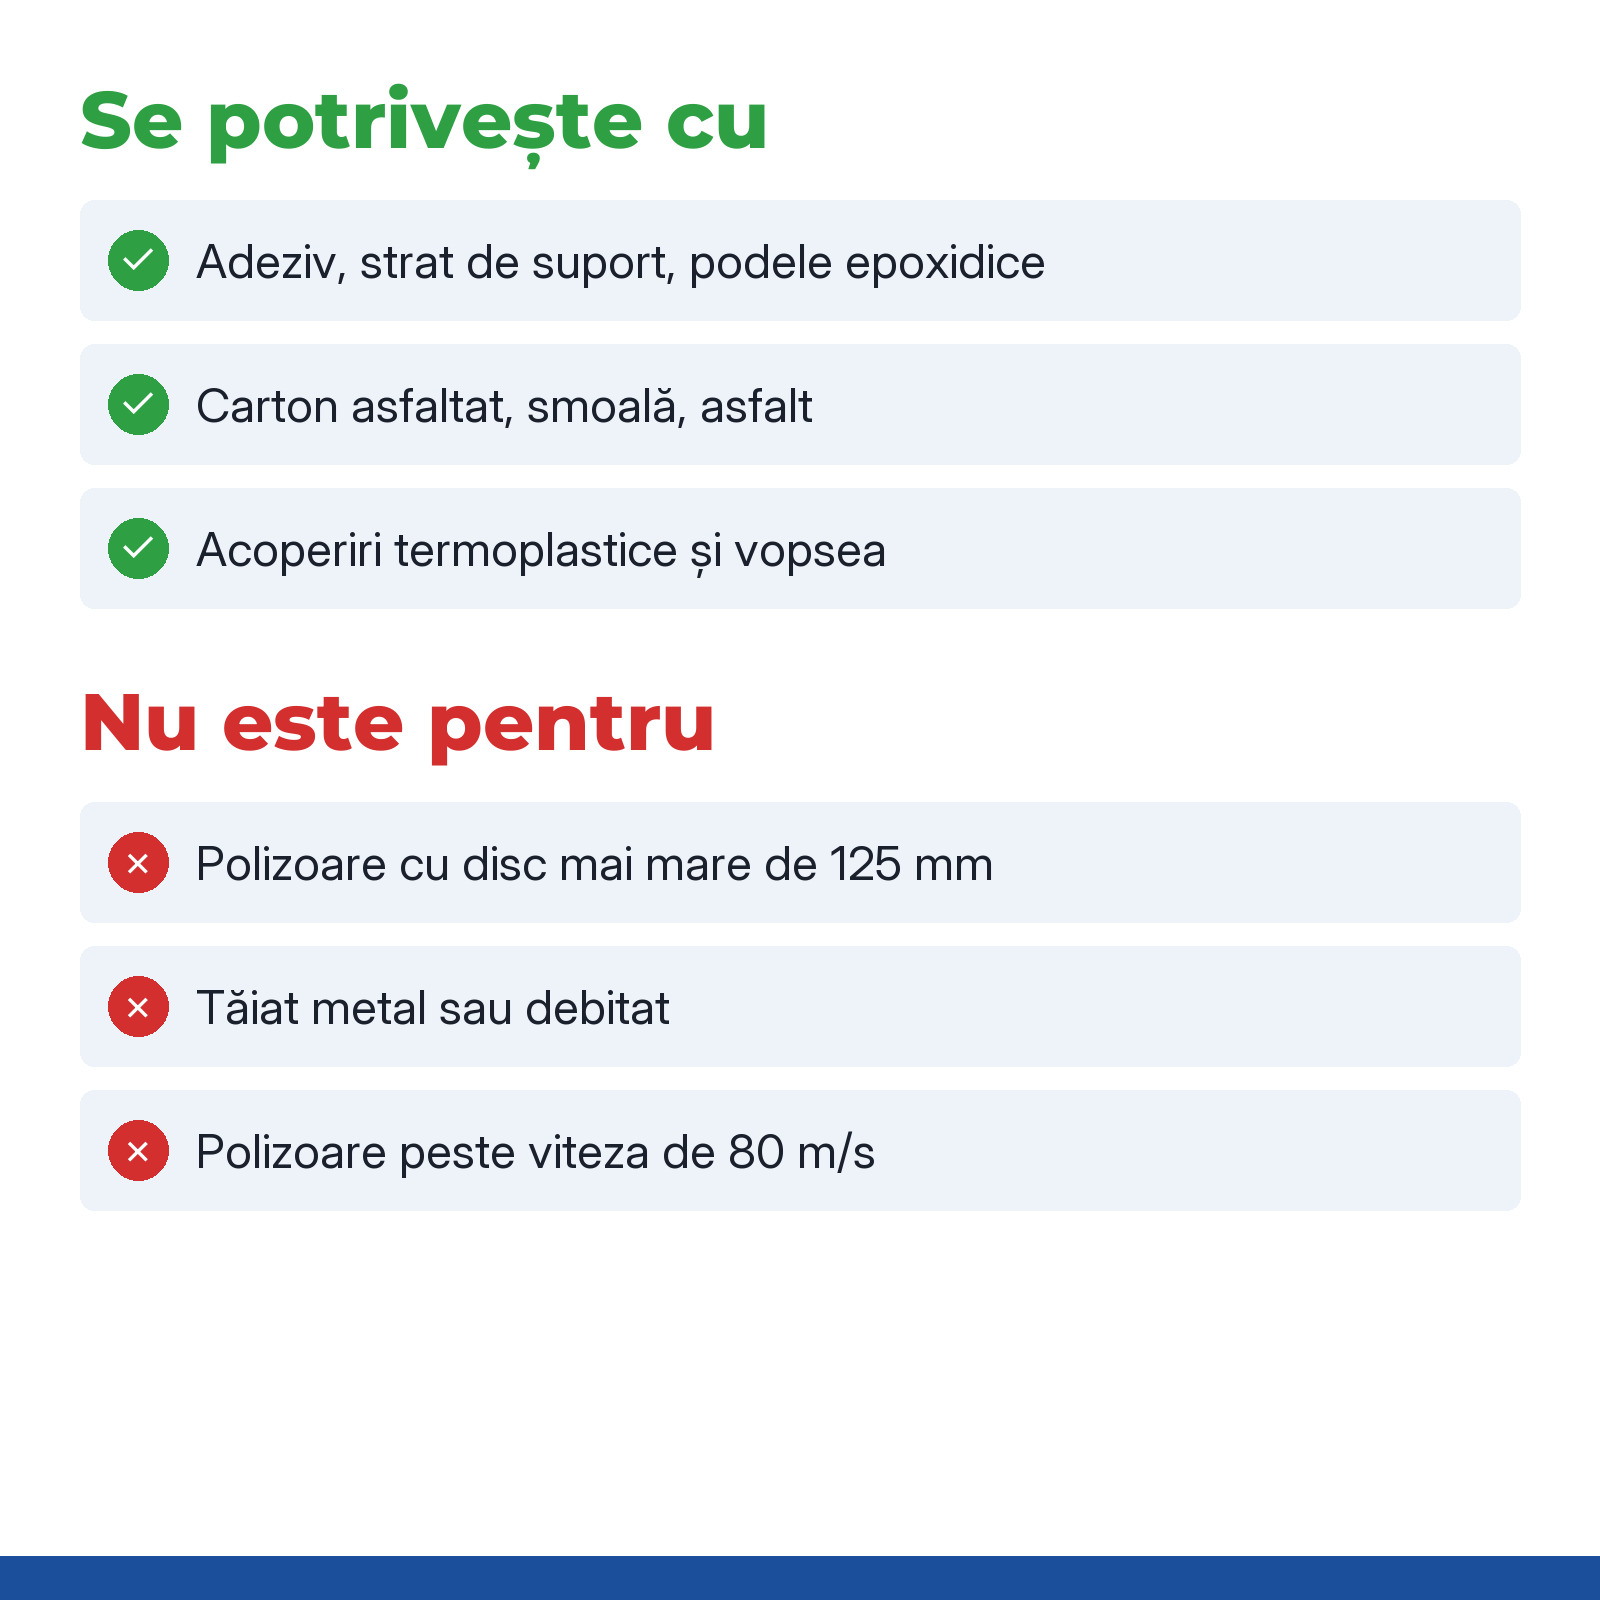 Se potrivește cu
Adeziv, strat de suport, podele epoxidice
Carton asfaltat, smoală, asfalt
Acoperiri termoplastice și vopsea
Nu este pentru
Polizoare cu disc mai mare de 125 mm
Tăiat metal sau debitat
Polizoare peste viteza de 80 m/s